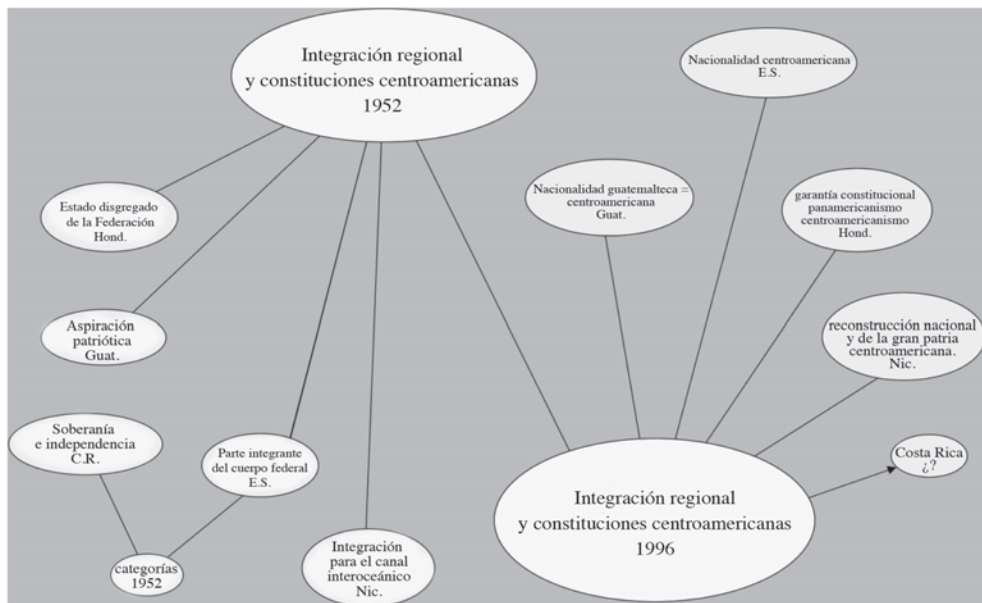 Integración regional
y constituciones centroamericanas
1952
Nacionalidad centroamericana
E.S.
Nacionalidad guatemalteca =
centroamericana
Guat.
garantía constitucional
panamericanismo
centroamericanismo
Hond.
Estado disgregado
de la Federación
Hond.
Aspiración
patriótica
Guat.
reconstrucción nacional
y de la gran patria
centroamericana.
Nic.
Soberanía
e independencia
C.R.
Parte integrante
del cuerpo federal
E.S.
Costa Rica
¿?
Integración regional
y constituciones centroamericanas
1996
Integración
para el canal
interoceánico
Nic.
categorías
1952